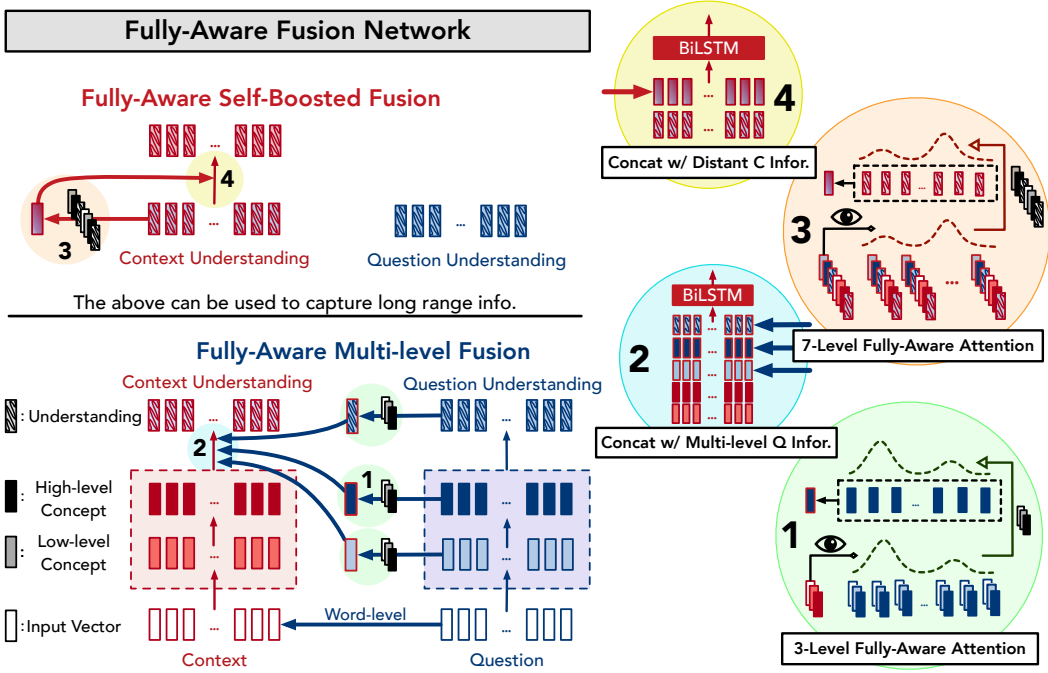 Fully-Aware Fusion Network
Fully-Aware Self-Boosted Fusion
...
4
...
...
3
Context Understanding
Question Understanding
The above can be used to capture long range info.
Fully-Aware Multi-level Fusion
Context Understanding
Question Understanding
: Understanding
...
...
2
1
: High-level
Concept
...
...
: Low-level
Concept
...
...
: Input Vector
Word-level
...
...
Context
Question
BiLSTM
...
4
...
Concat w/ Distant C Infor.
...
3
...
7-Level Fully-Aware Attention
BiLSTM
...
2
...
...
...
...
Concat w/ Multi-level Q Infor.
...
1
...
3-Level Fully-Aware Attention